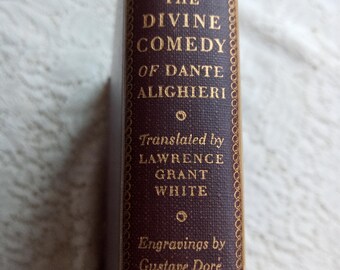 THE
DIVINE
COMEDY
OF DANTE
ALIGHIERI
Translated by
LAWRENCE
GRANT
WHITE
Engravings by
Gustave Doré